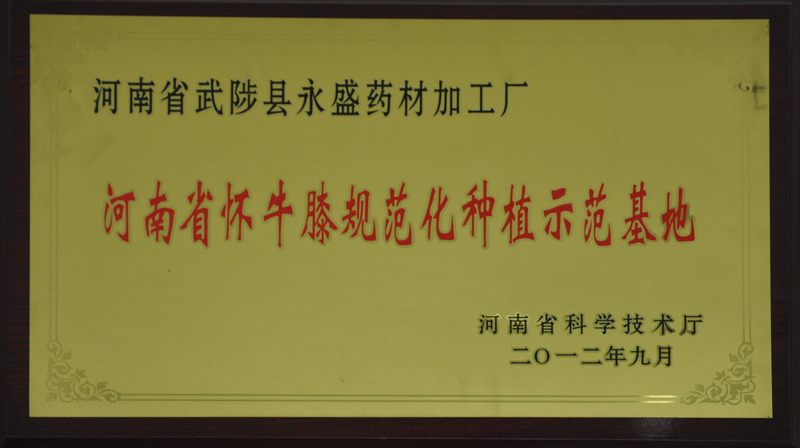 河南省武陟县永盛药材加工厂
河南省怀牛膝规范化种植示范基地
河南省科学技术厅
二〇一二年九月